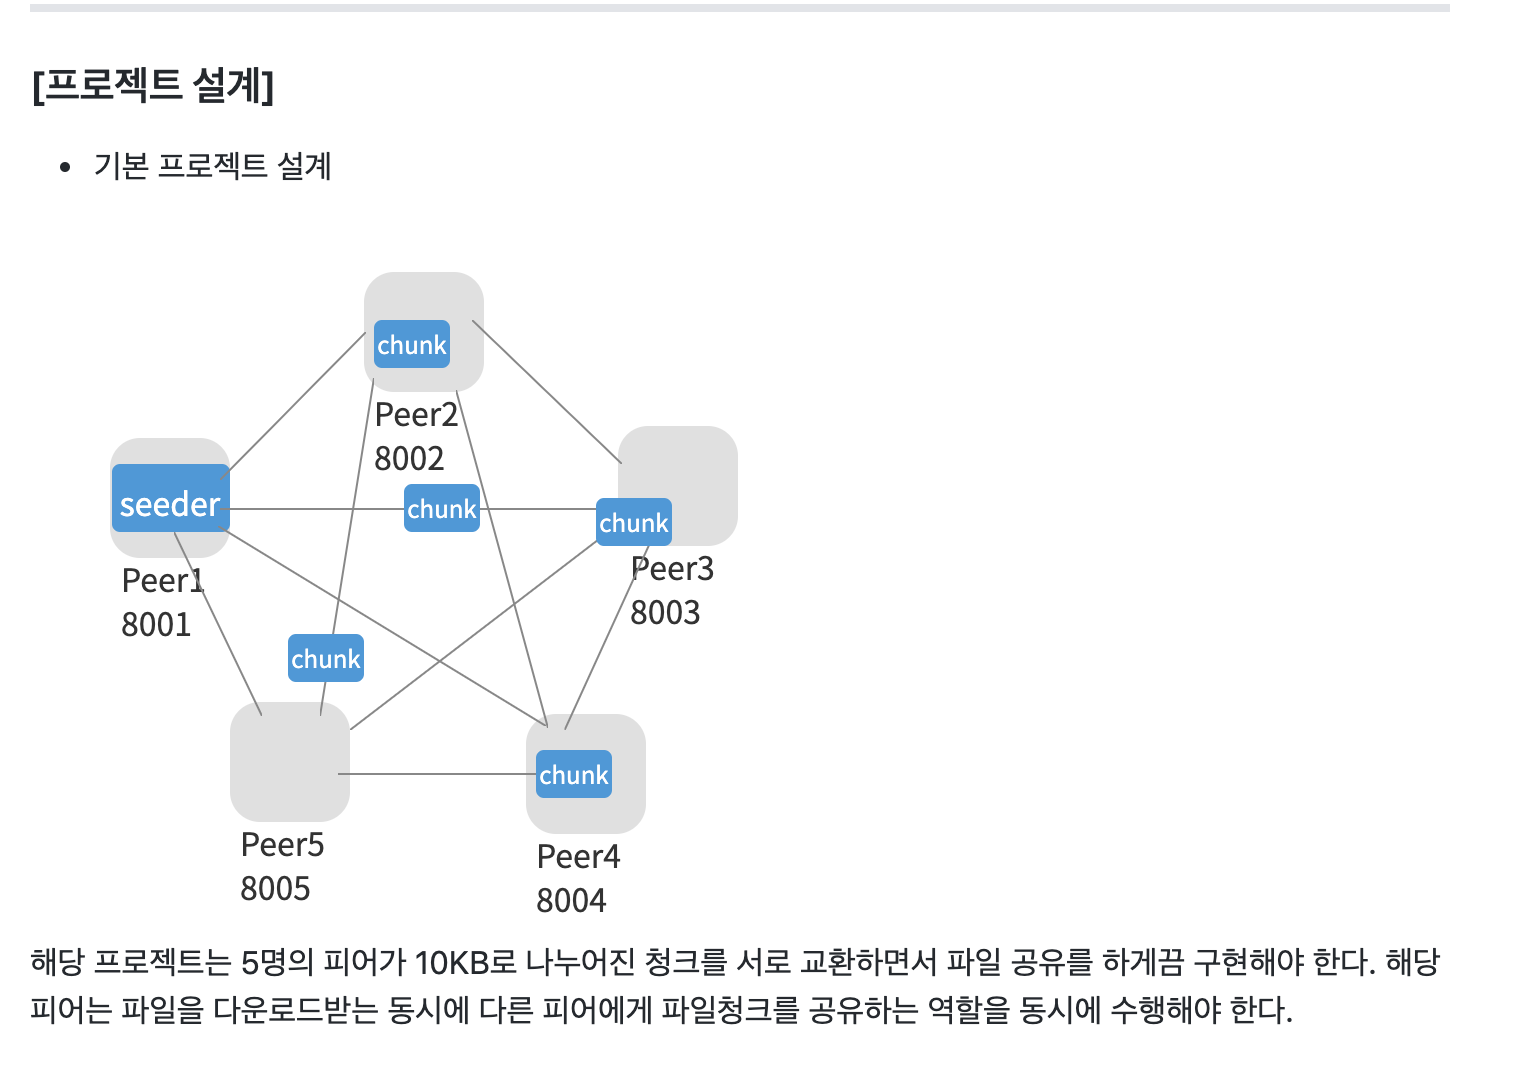 [프로젝트 설계]
기본 프로젝트 설계
chunk
Peer2
8002
seeder
Peer1
8001
chunk
chunk
Peer3
8003
chunk
Peer5
8005
chunk
Peer4
8004
해당 프로젝트는 5명의 피어가 10KB로 나누어진 청크를 서로 교환하면서 파일 공유를 하게끔 구현해야 한다. 해당
피어는 파일을 다운로드받는 동시에 다른 피어에게 파일청크를 공유하는 역할을 동시에 수행해야 한다.